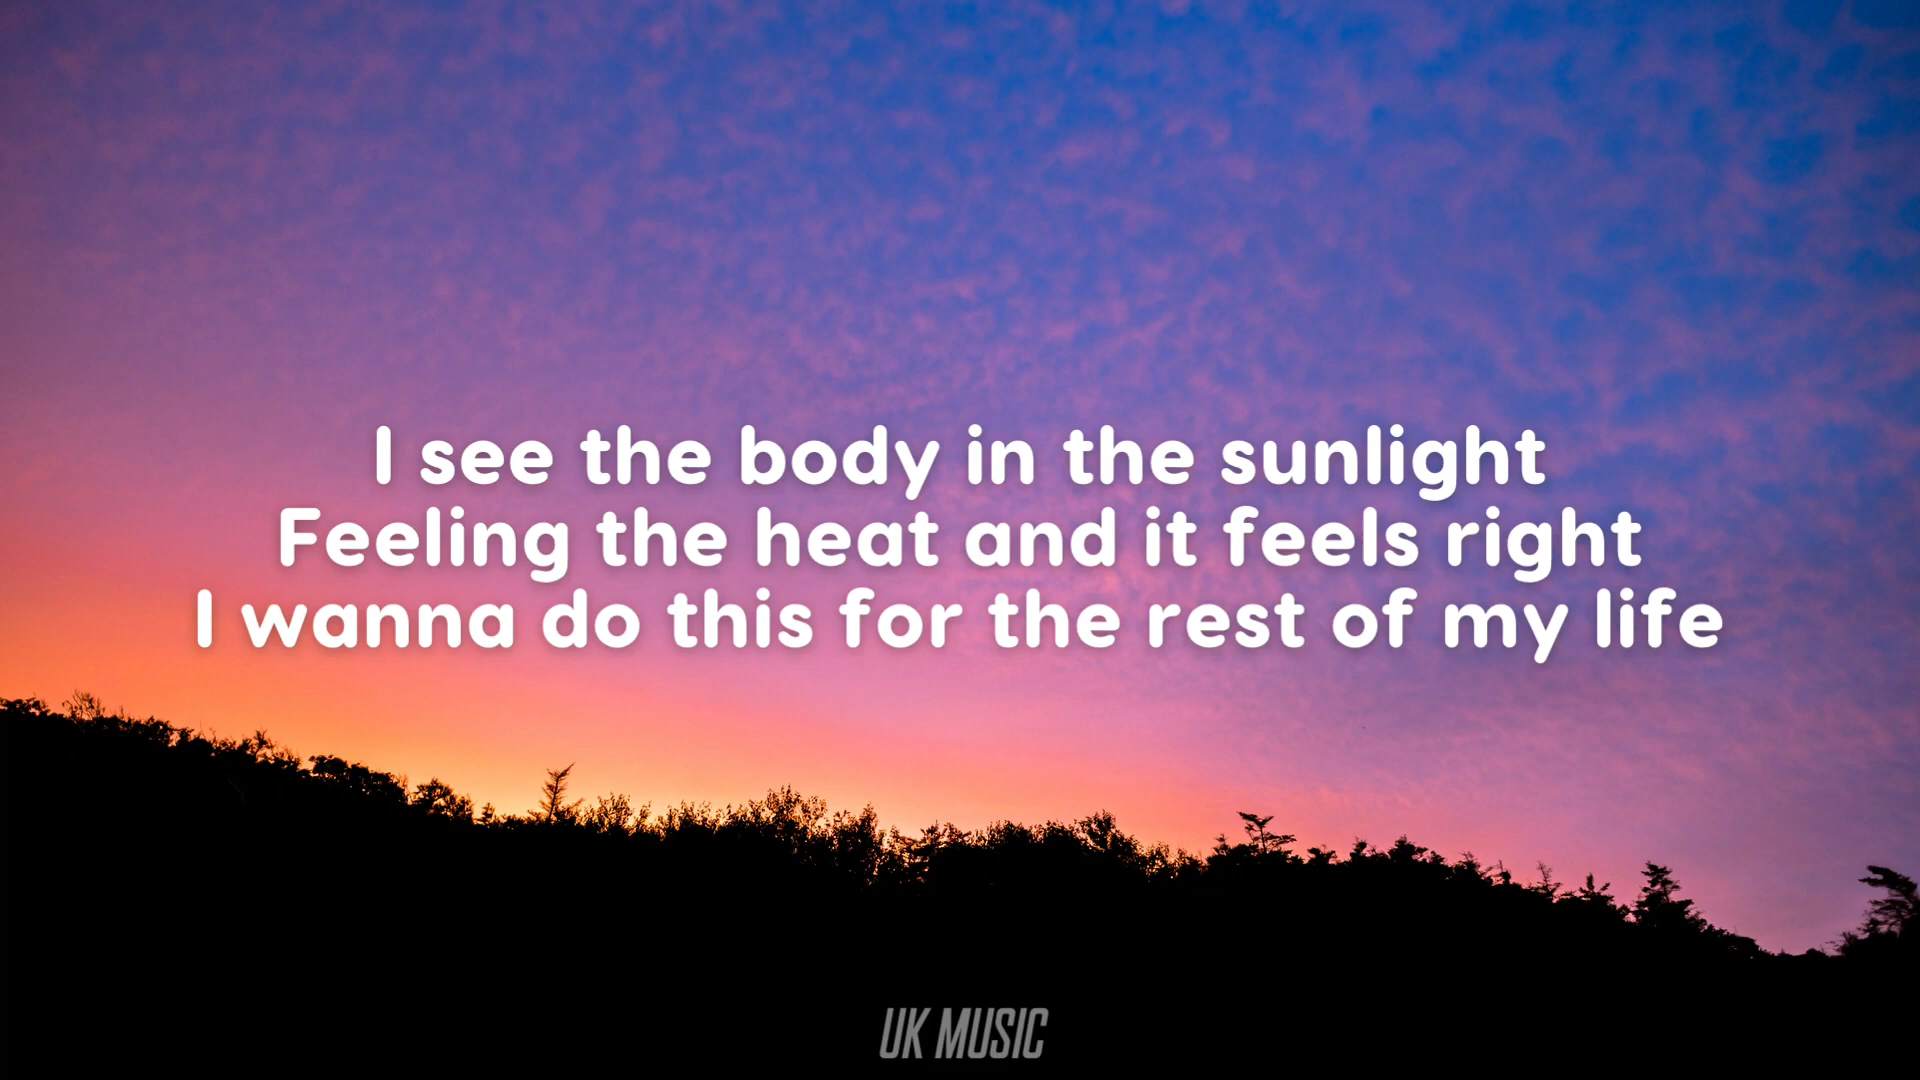 I see the body in the sunlight
Feeling the heat and it feels right
I wanna do this for the rest of my life
UK MUSIC